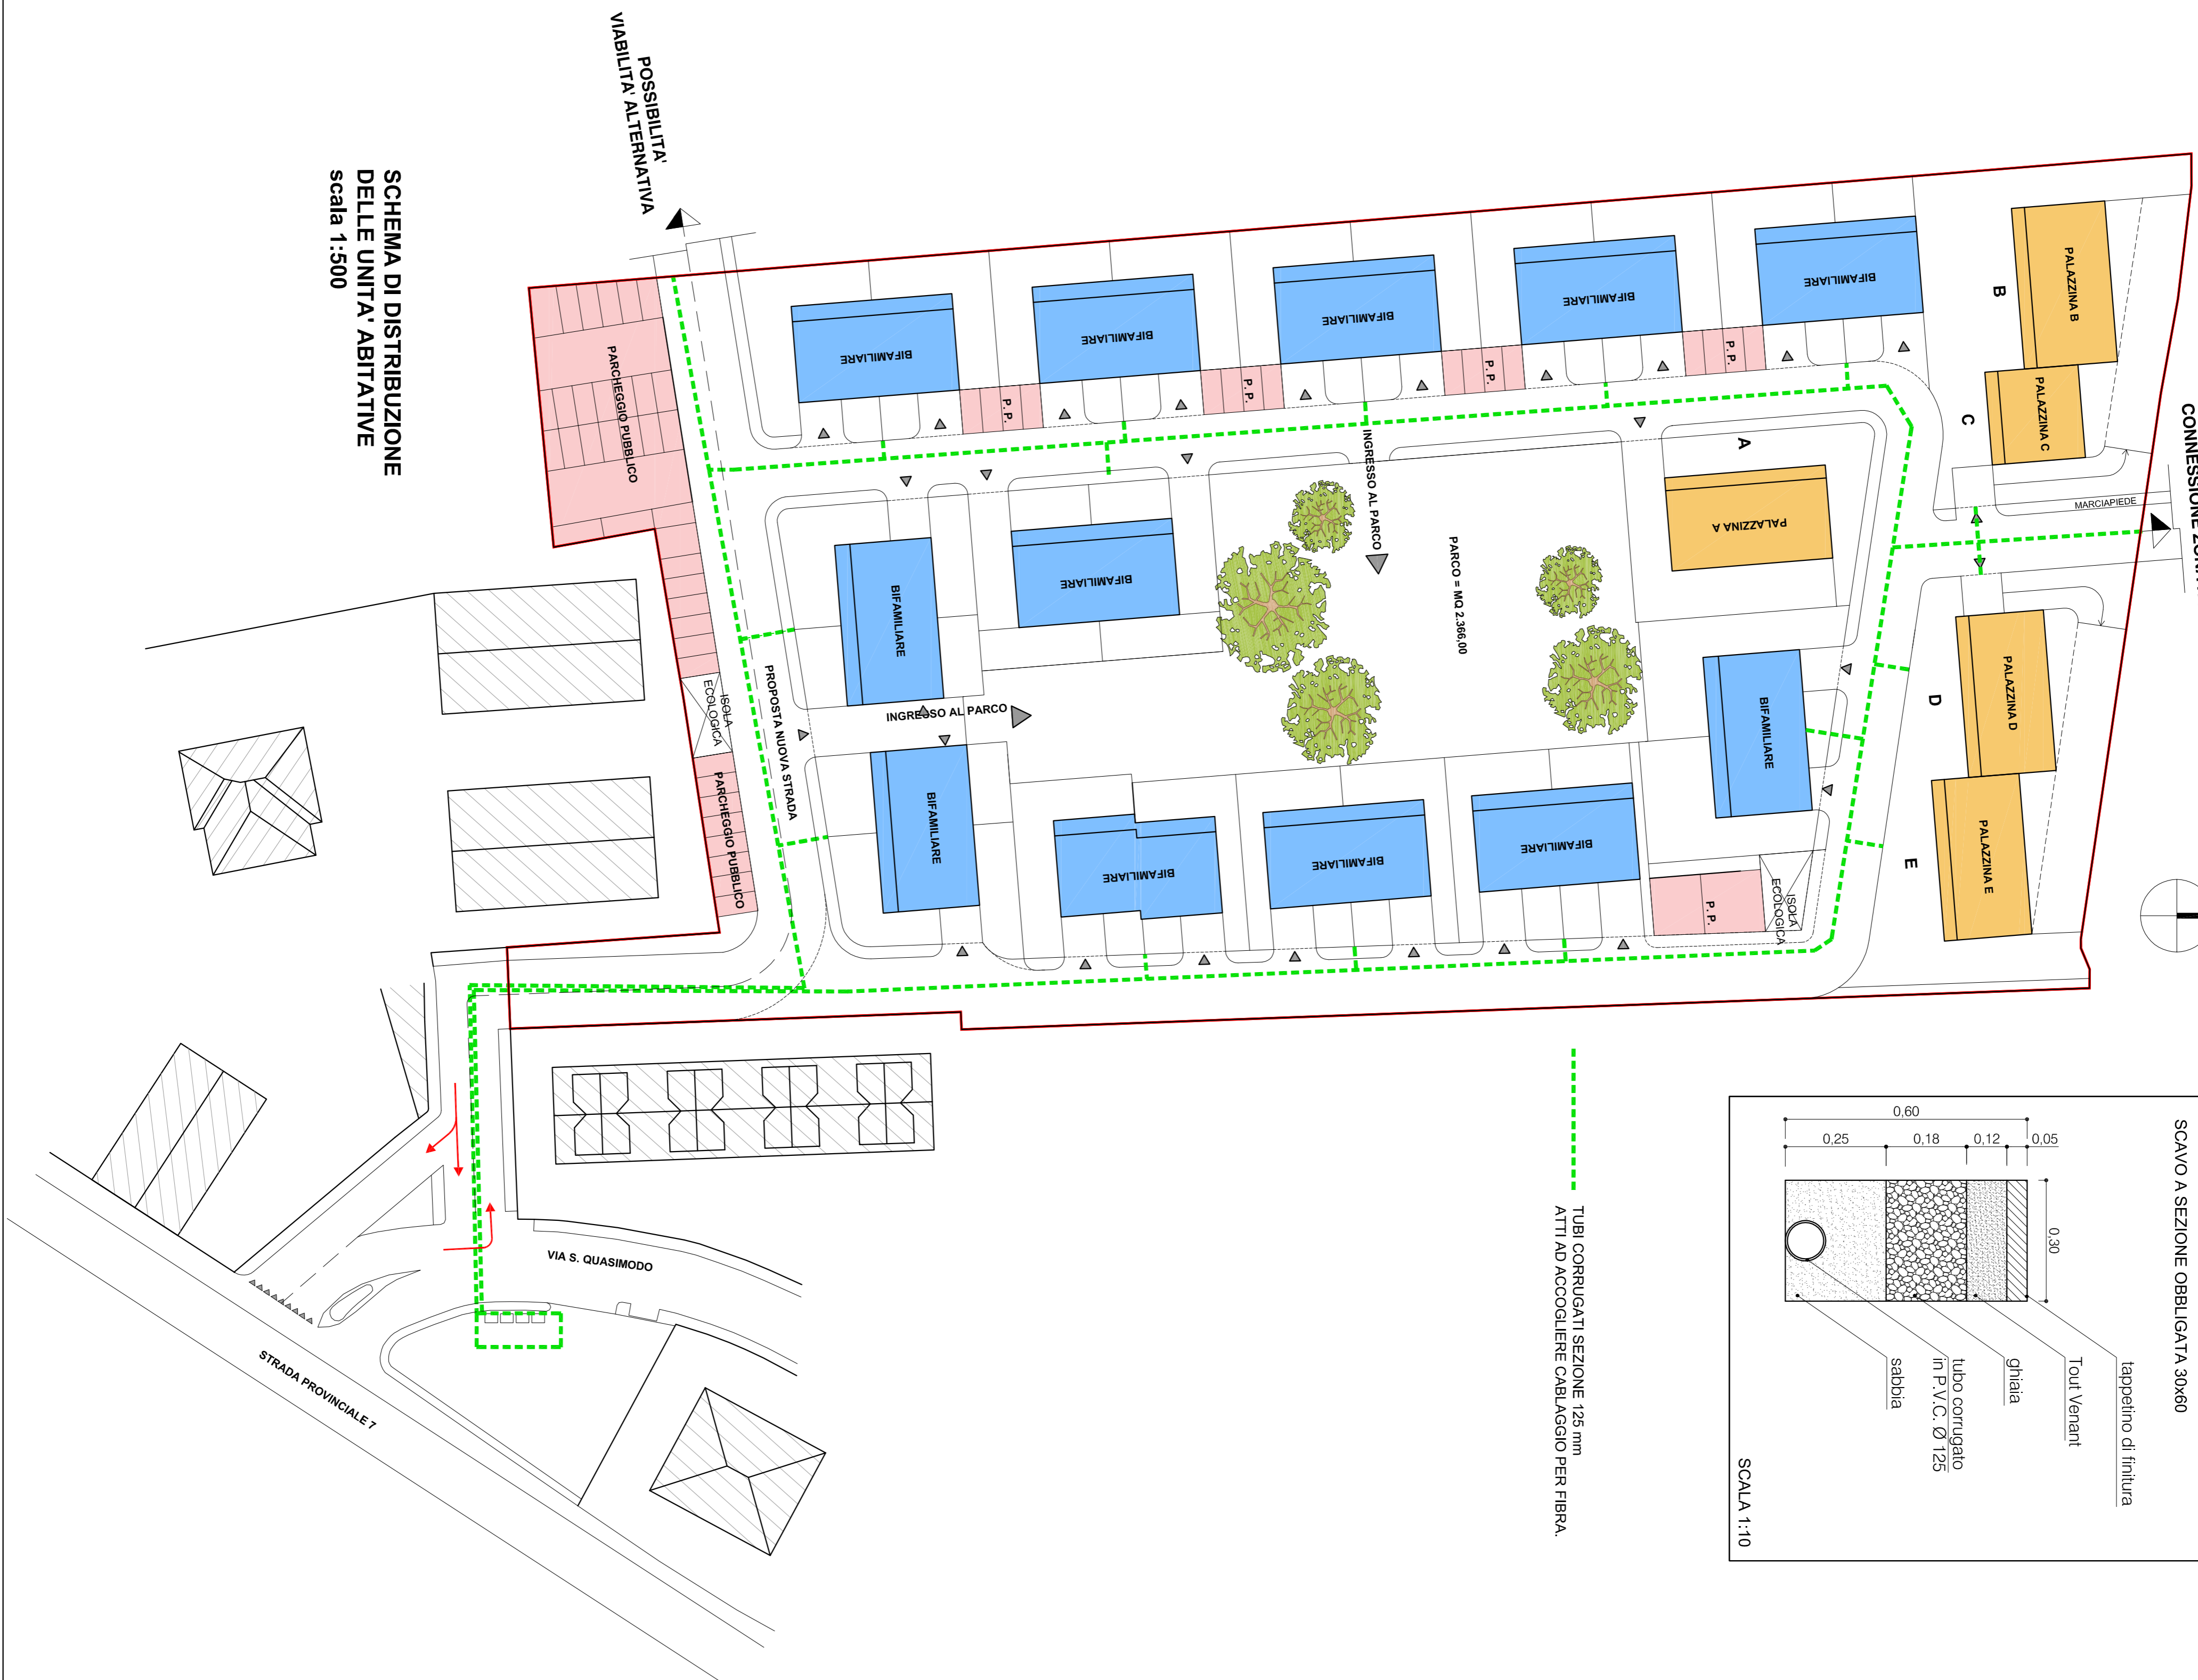 POSSIBILITA'
VIABILITA' ALTERNATIVA
SCHEMA DI DISTRIBUZIONE
DELLE UNITA' ABITATIVE
scala 1:500
PARCHEGGIO PUBBLICO
BIFAMILIARE
BIFAMILIARE
BIFAMILIARE
BIFAMILIARE
BIFAMILIARE
P. P.
P. P.
P. P.
P. P.
PALAZZINA B
B
PALAZZINA C
C
MARCIAPIEDE
A
PALAZZINA A
INGRESSO AL PARCO
PARCO = MQ 2.366,00
BIFAMILIARE
BIFAMILIARE
INGRESSO AL PARCO
PROPOSTA NUOVA STRADA
ISOLA
ECOLOGICA
PARCHEGGIO PUBBLICO
BIFAMILIARE
BIFAMILIARE
BIFAMILIARE
BIFAMILIARE
BIFAMILIARE
P. P.
ISOLA
ECOLOGICA
PALAZZINA D
D
PALAZZINA E
E
VIA S. QUASIMODO
STRADA PROVINCIALE 7
TUBI CORRUGATI SEZIONE 125 mm
ATTI AD ACCOGLIERE CABLAGGIO PER FIBRA.
SCAVO A SEZIONE OBBLIGATA 30x60
0,60
0,25
0,18
0,12
0,05
0,30
tappetino di finitura
Tout Venant
ghiaia
tubo corrugato
in P.V.C. Ø 125
sabbia
SCALA 1:10